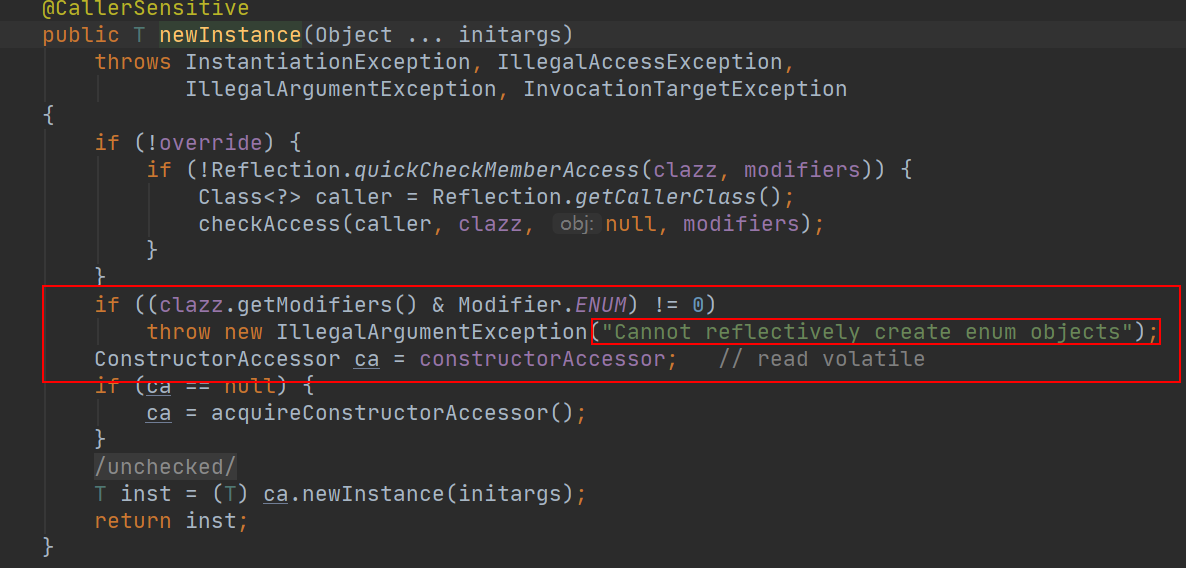 @CallerSensitive
public T newInstance(Object ... initargs)
throws InstantiationException, IllegalAccessException,
IllegalArgumentException, InvocationTargetException
{
if (!override) {
if (!Reflection.quickCheckMemberAccess(clazz, modifiers)) {
Class<?> caller = Reflection.getCallerClass();
checkAccess(caller, clazz, obj: null, modifiers);
}
}
if ((clazz.getModifiers() & Modifier.ENUM) != 0)
throw new IllegalArgumentException("Cannot reflectively create enum objects");
ConstructorAccessor ca = constructorAccessor;   // read volatile
if (ca == null) {
ca = acquireConstructorAccessor();
}
/unchecked/
T inst = (T) ca.newInstance(initargs);
return inst;
}